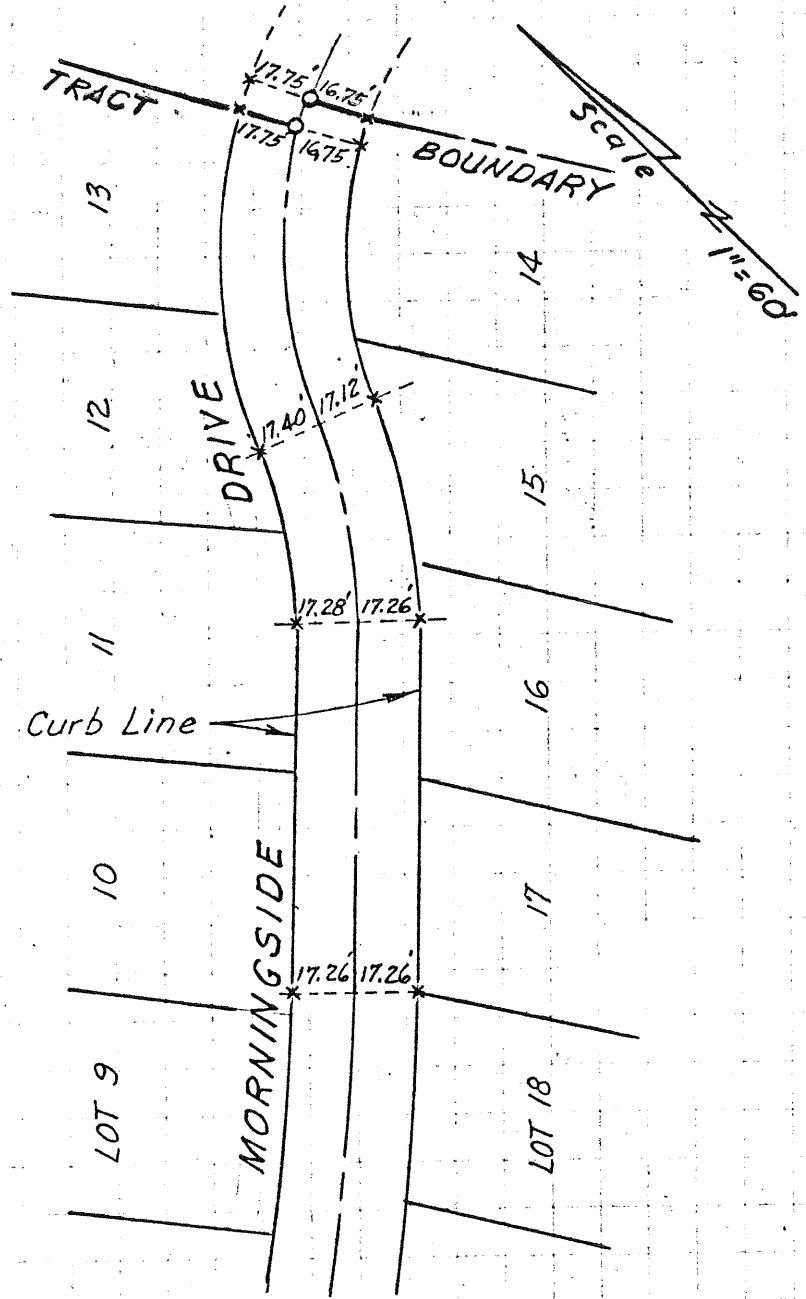 17.75' 16.75'
TRACT
17.75 16.75
BOUNDARY
Scale
1"=60'
13
14
12
DRIVE
17.40' 17.12'
15
17.28' 17.26'
11
16
Curb Line
10
17
MORNINGSIDE
17.26' 17.26'
LOT 9
LOT 18